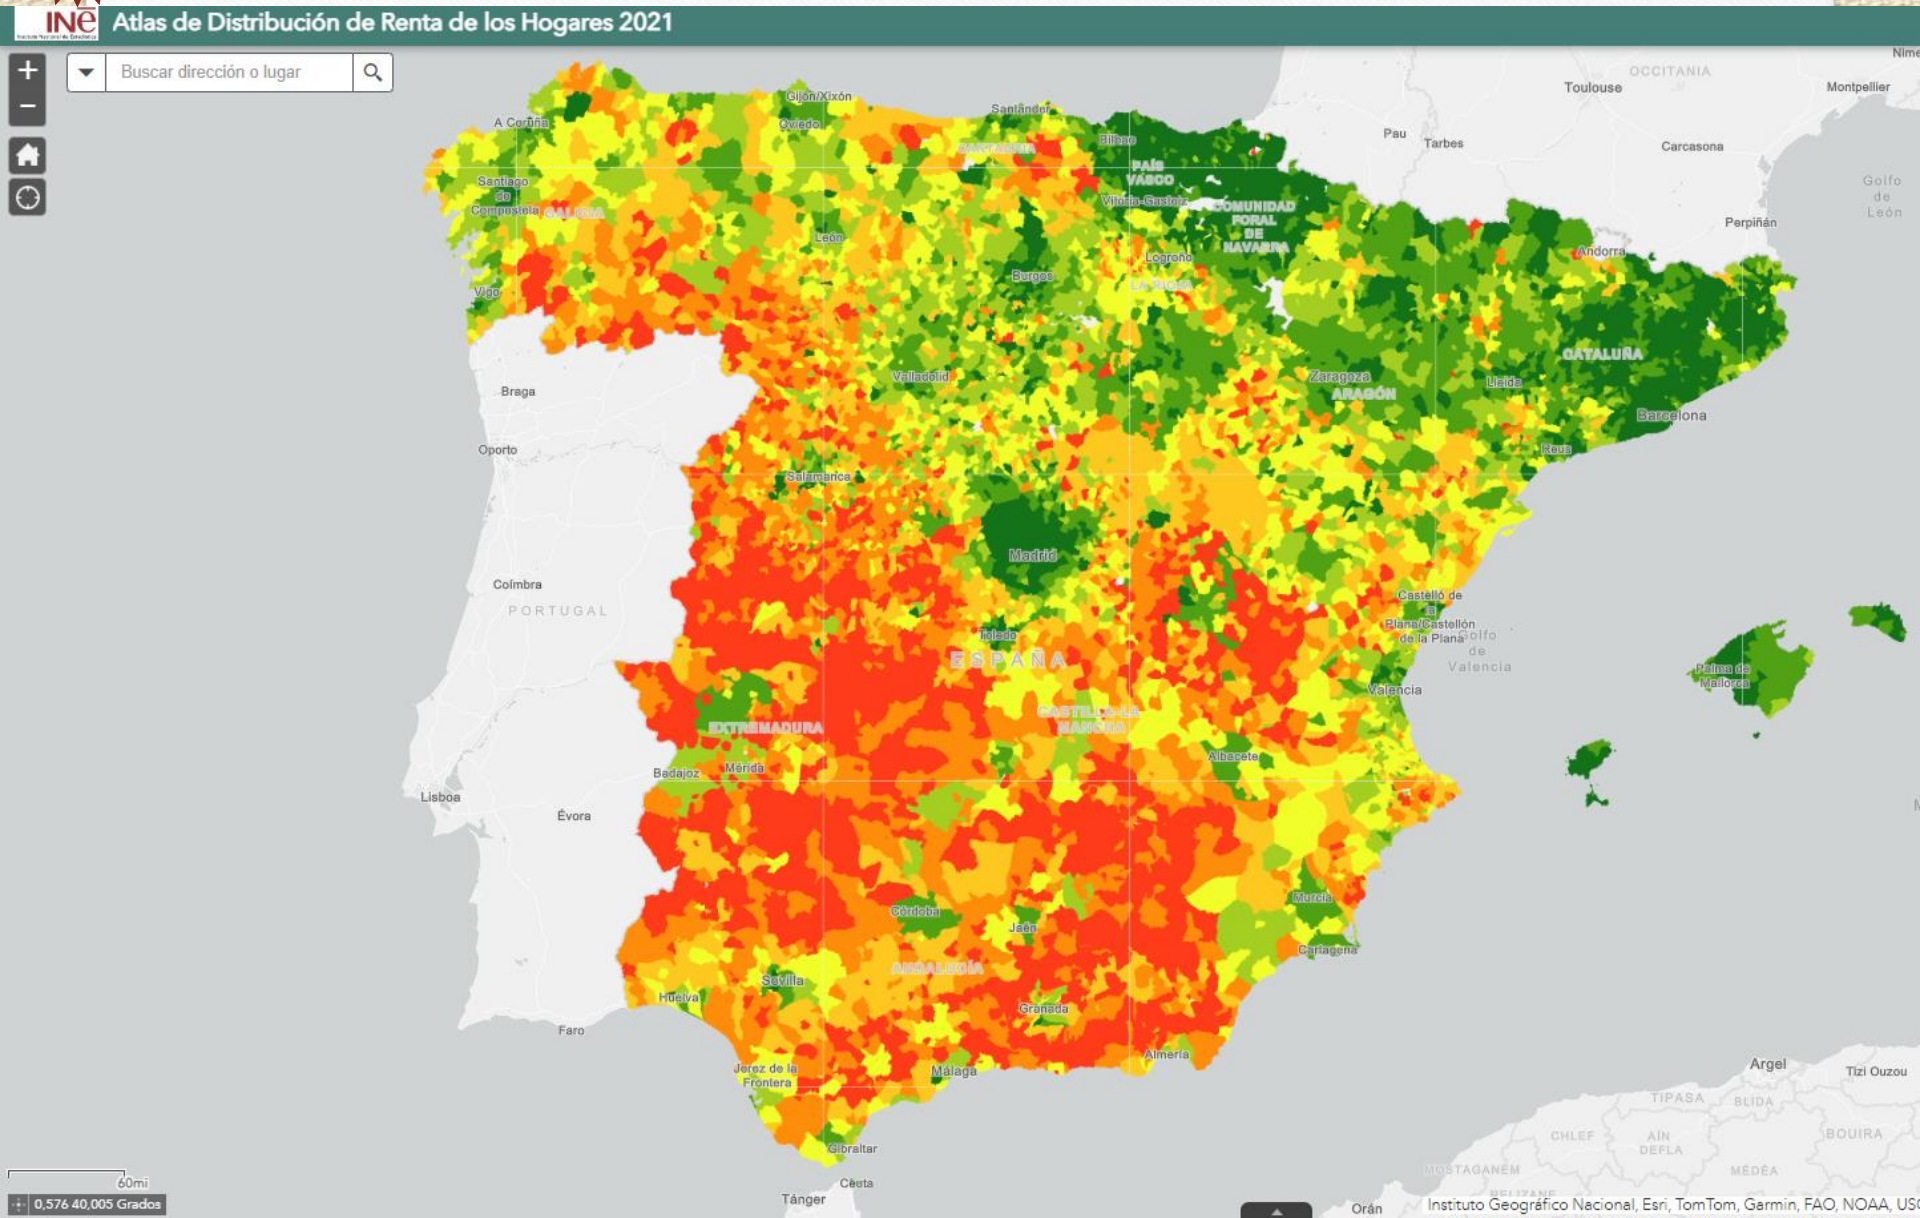 INe
Atlas de Distribución de Renta de los Hogares 2021
Buscar dirección o lugar
Nime
OCCITANIA
Toulouse
Montpellier
Gijón/Xixón
Santander
A Coruña
Oviedo
Pau
Tarbes
Carcasona
Bilbao
CANTABRIA
PAÍS
VASCO
Santiago
de
Compostela
GALICIA
Vitoria-Gasteiz
COMUNIDAD
FORAL
DE
NAVARRA
Golfo
de
León
Perpiñán
León
Andorra
Logroño
Burgos
LA RIOJA
Vigo
CATALUÑA
Valladolid
Zaragoza
Lleida
ARAGÓN
Braga
Barcelona
Oporto
Reus
Salamanca
Madrid
Coímbra
PORTUGAL
Castelló de
la
Plana/Castellón
de la Plana
Toledo
ESPAÑA
Golfo
de
Valencia
Palma de
Mallorca
Valencia
EXTREMADURA
CASTILLA-LA
MANCHA
Albacete
Badajoz
Mérida
Lisboa
Évora
Murcia
Córdoba
Jaén
Cartagena
ANDALUCÍA
Sevilla
Huelva
Granada
Faro
Almería
Jerez de la
Frontera
Málaga
Argel
Tizi Ouzou
TIPASA
BLIDA
CHLEF
AÍN
DEFLA
BOUIRA
Gibraltar
MOSTAGANEM
MÉDÉA
60mi
Ceuta
RELIZANE
Tánger
0,576 40,005 Grados
Orán
Instituto Geográfico Nacional, Esri, TomTom, Garmin, FAO, NOAA, USG